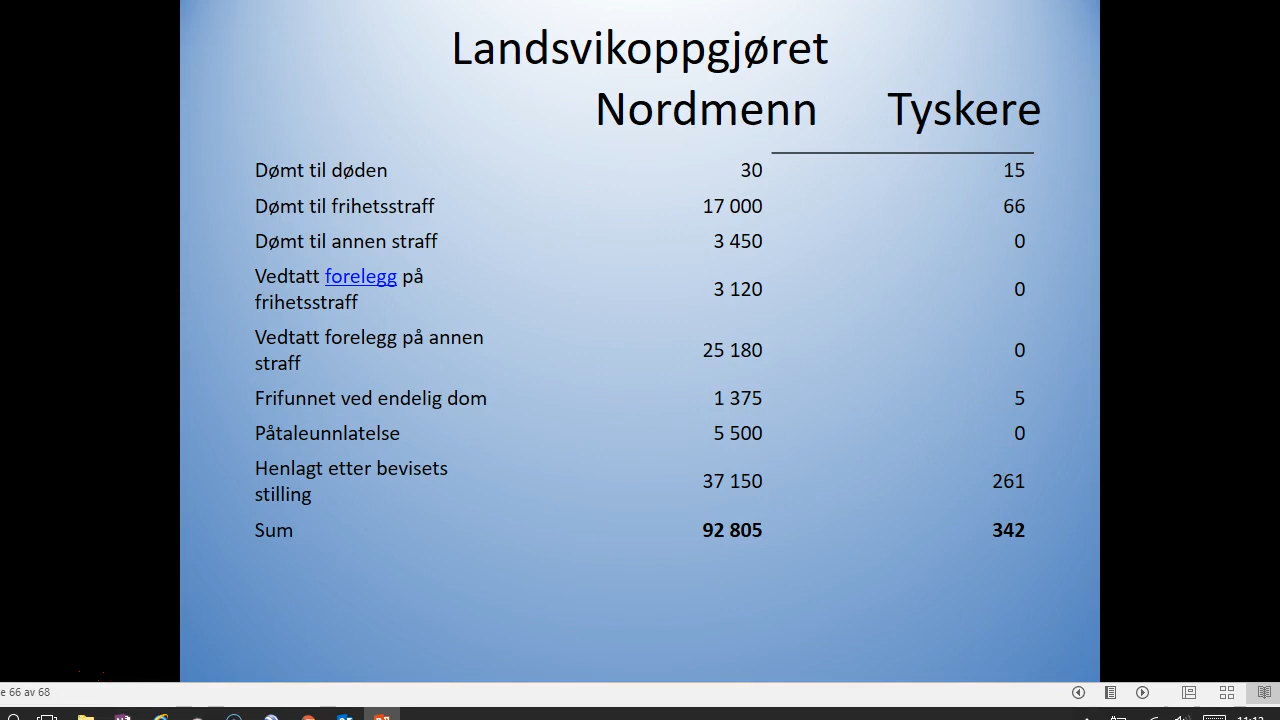 Landsvikoppgjøret
Nordmenn Tyskere
Dømt til døden 30 15
Dømt til frihetsstraff 17 000 66
Dømt til annen straff 3 450 0
Vedtatt forelegg på
frihetsstraff 3 120 0
Vedtatt forelegg på annen
straff 25 180 0
Frifunnet ved endelig dom 1 375 5
Påtaleunnlatelse 5 500 0
Henlagt etter bevisets
stilling 37 150 261
Sum 92 805 342
e 66 av 68